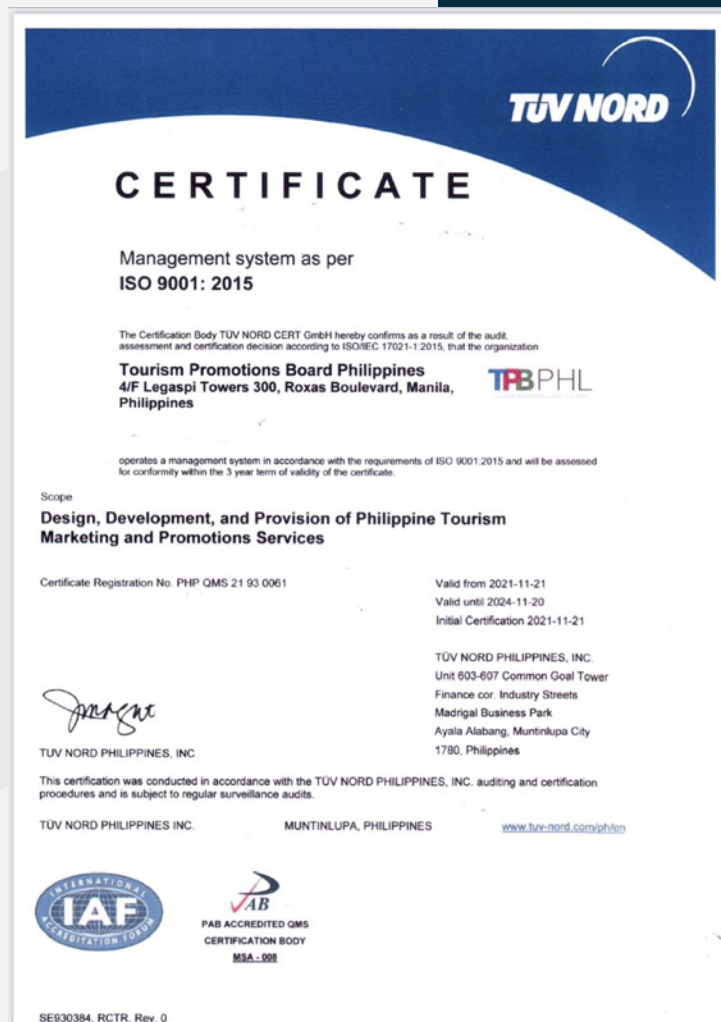 TÜV NORD
CERTIFICATE
Management system as per
ISO 9001: 2015
The Certification Body TÜV NORD CERT GmbH hereby confirms as a result of the audit,
assessment and certification decision according to ISO/IEC 17021-1:2015, that the organization
Tourism Promotions Board Philippines
4/F Legaspi Towers 300, Roxas Boulevard, Manila,
Philippines
TPBPHL
operates a management system in accordance with the requirements of ISO 9001:2015 and will be assessed
for conformity within the 3 year term of validity of the certificate.
Scope
Design, Development, and Provision of Philippine Tourism
Marketing and Promotions Services
Certificate Registration No. PHP QMS 21 93 0061
Valid from 2021-11-21
Valid until 2024-11-20
Initial Certification 2021-11-21
TÜV NORD PHILIPPINES, INC.
Unit 603-607 Common Goal Tower
Finance cor. Industry Streets
Madrigal Business Park
Ayala Alabang, Muntinlupa City
1780, Philippines
TUV NORD PHILIPPINES, INC
This certification was conducted in accordance with the TÜV NORD PHILIPPINES, INC. auditing and certification
procedures and is subject to regular surveillance audits.
TÜV NORD PHILIPPINES INC.
MUNTINLUPA, PHILIPPINES
www.tuv-nord.com/ph/en
INTERNATIONAL
IAF
ACCREDITATION FORUM
PAB
PAB ACCREDITED QMS
CERTIFICATION BODY
MSA - 008
SE930384, RCTR, Rev. 0